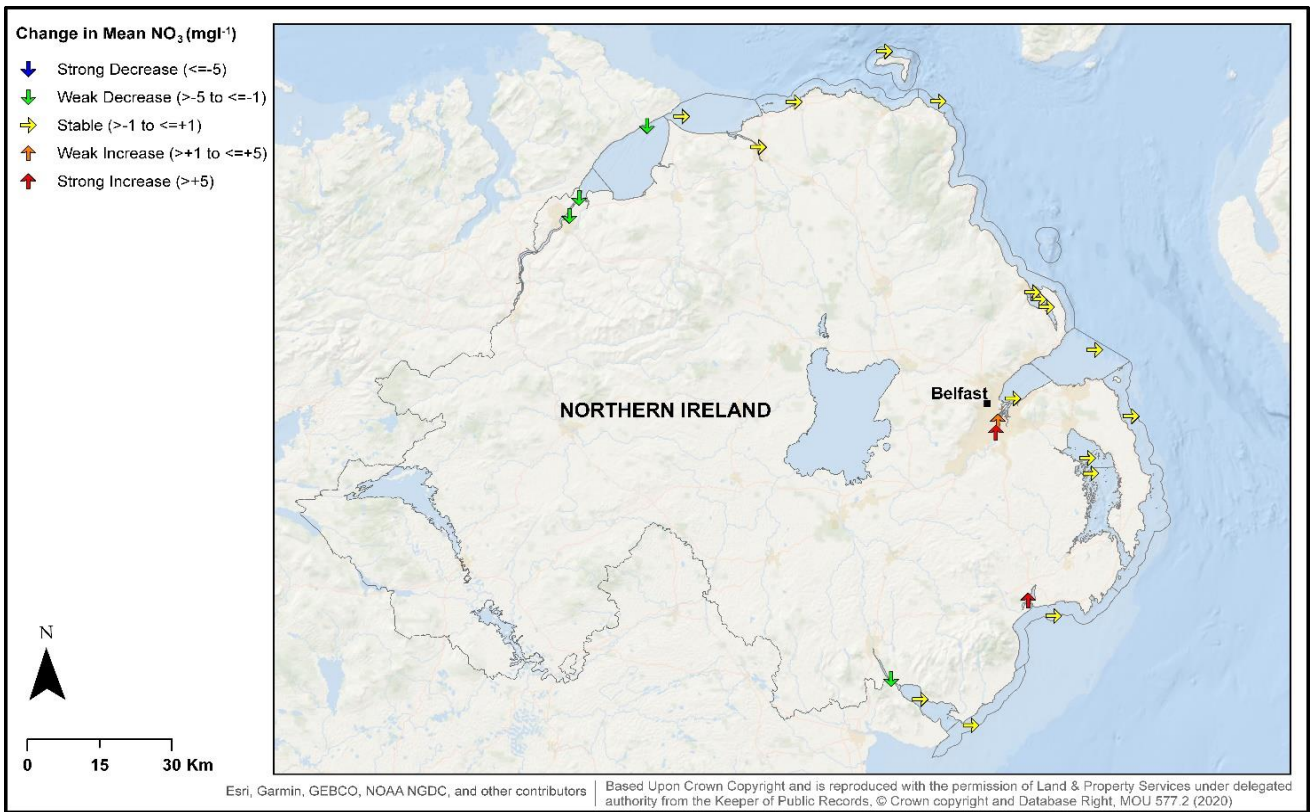 Change in Mean NO₃ (mgl⁻¹)
Strong Decrease (<=-5)
Weak Decrease (>-5 to <=-1)
Stable (>-1 to <=+1)
Weak Increase (>+1 to <=+5)
Strong Increase (>+5)
Belfast
NORTHERN IRELAND
N
0 15 30 Km
Esri, Garmin, GEBCO, NOAA NGDC, and other contributors
Based Upon Crown Copyright and is reproduced with the permission of Land & Property Services under delegated
authority from the Keeper of Public Records, © Crown copyright and Database Right, MOU 577.2 (2020)